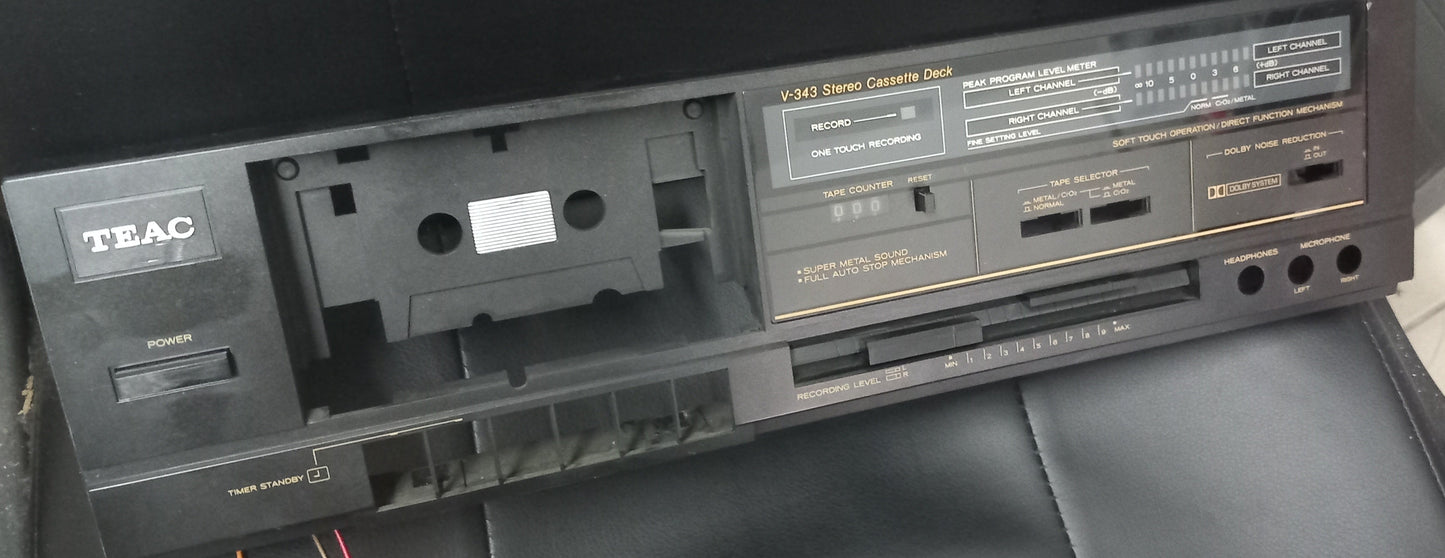 TEAC
POWER
TIMER STANDBY
V-343 Stereo Cassette Deck
RECORD
ONE TOUCH RECORDING
PEAK PROGRAM LEVEL METER
LEFT CHANNEL
(-dB)
RIGHT CHANNEL
FINE SETTING LEVEL
∞ 10 5 0 3 6
LEFT CHANNEL
(+dB)
RIGHT CHANNEL
NORM CrO₂/METAL
SOFT TOUCH OPERATION/DIRECT FUNCTION MECHANISM
TAPE COUNTER
RESET
000
TAPE SELECTOR
METAL/CrO₂
NORMAL
METAL
CrO₂
DOLBY NOISE REDUCTION
IN
OUT
DOLBY SYSTEM
• SUPER METAL SOUND
• FULL AUTO STOP MECHANISM
HEADPHONES
MICROPHONE
LEFT
RIGHT
RECORDING LEVEL
L
R
MIN 1 2 3 4 5 6 7 8 9 MAX